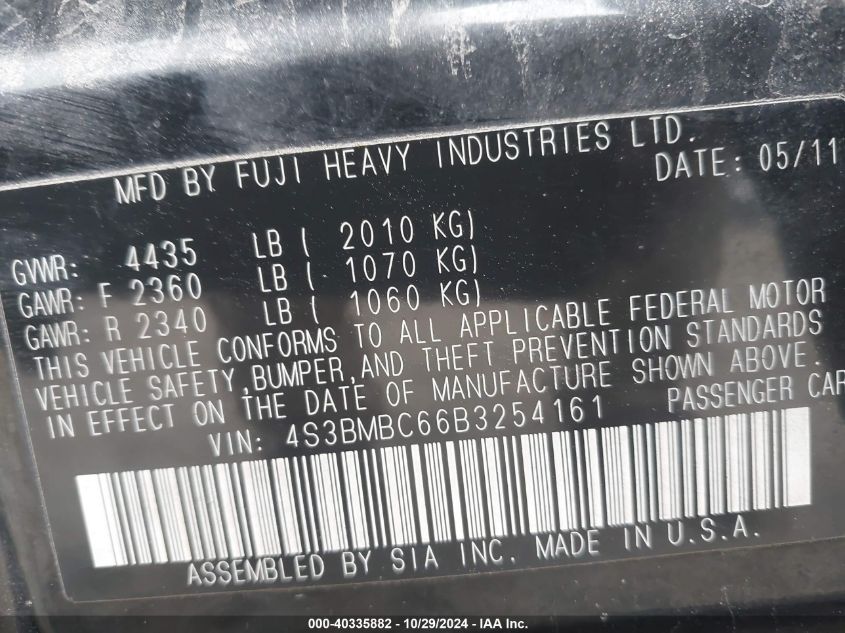 MFD BY FUJI HEAVY INDUSTRIES LTD.
DATE: 05/11
GVWR: 4435 LB ( 2010 KG)
GAWR: F 2360 LB ( 1070 KG)
GAWR: R 2340 LB ( 1060 KG)
THIS VEHICLE CONFORMS TO ALL APPLICABLE FEDERAL MOTOR
VEHICLE SAFETY,BUMPER,AND THEFT PREVENTION STANDARDS
IN EFFECT ON THE DATE OF MANUFACTURE SHOWN ABOVE.
VIN: 4S3BMBC66B3254161 PASSENGER CAR
ASSEMBLED BY SIA INC. MADE IN U.S.A.
000-40335882 - 10/29/2024 - IAA Inc.